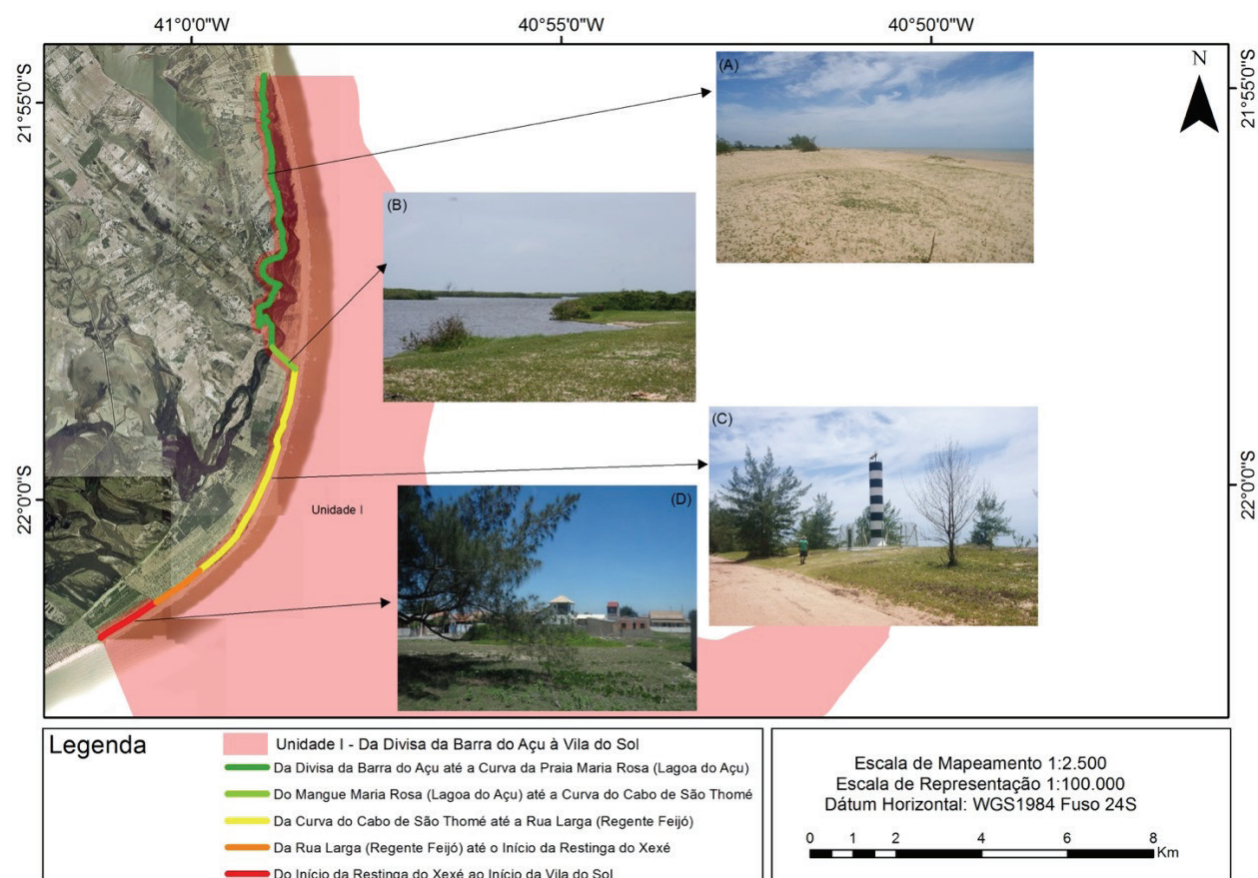 41°0'0"W 40°55'0"W 40°50'0"W
21°55'0"S
21°55'0"S
22°0'0"S
22°0'0"S
N
(A)
(B)
(C)
(D)
Unidade I
Legenda
Unidade I - Da Divisa da Barra do Açu à Vila do Sol
Da Divisa da Barra do Açu até a Curva da Praia Maria Rosa (Lagoa do Açu)
Do Mangue Maria Rosa (Lagoa do Açu) até a Curva do Cabo de São Thomé
Da Curva do Cabo de São Thomé até a Rua Larga (Regente Feijó)
Da Rua Larga (Regente Feijó) até o Início da Restinga do Xexé
Do Início da Restinga do Xexé ao Início da Vila do Sol
Escala de Mapeamento 1:2.500
Escala de Representação 1:100.000
Dátum Horizontal: WGS1984 Fuso 24S
0 1 2 4 6 8
Km